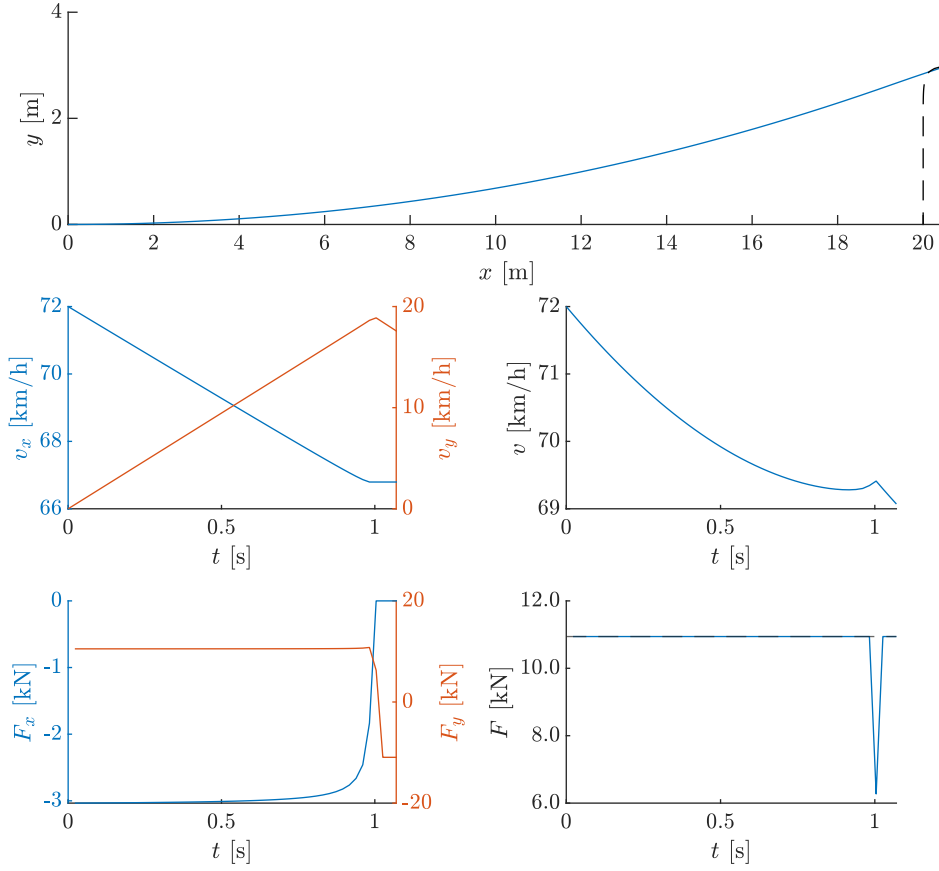 4
2
0
y [m]
0 2 4 6 8 10 12 14 16 18 20
x [m]
72
70
68
66
v_x [km/h]
20
10
0
v_y [km/h]
0 0.5 1
t [s]
72
71
70
69
v [km/h]
0 0.5 1
t [s]
0
-1
-2
-3
F_x [kN]
20
0
-20
F_y [kN]
0 0.5 1
t [s]
12.0
10.0
8.0
6.0
F [kN]
0 0.5 1
t [s]